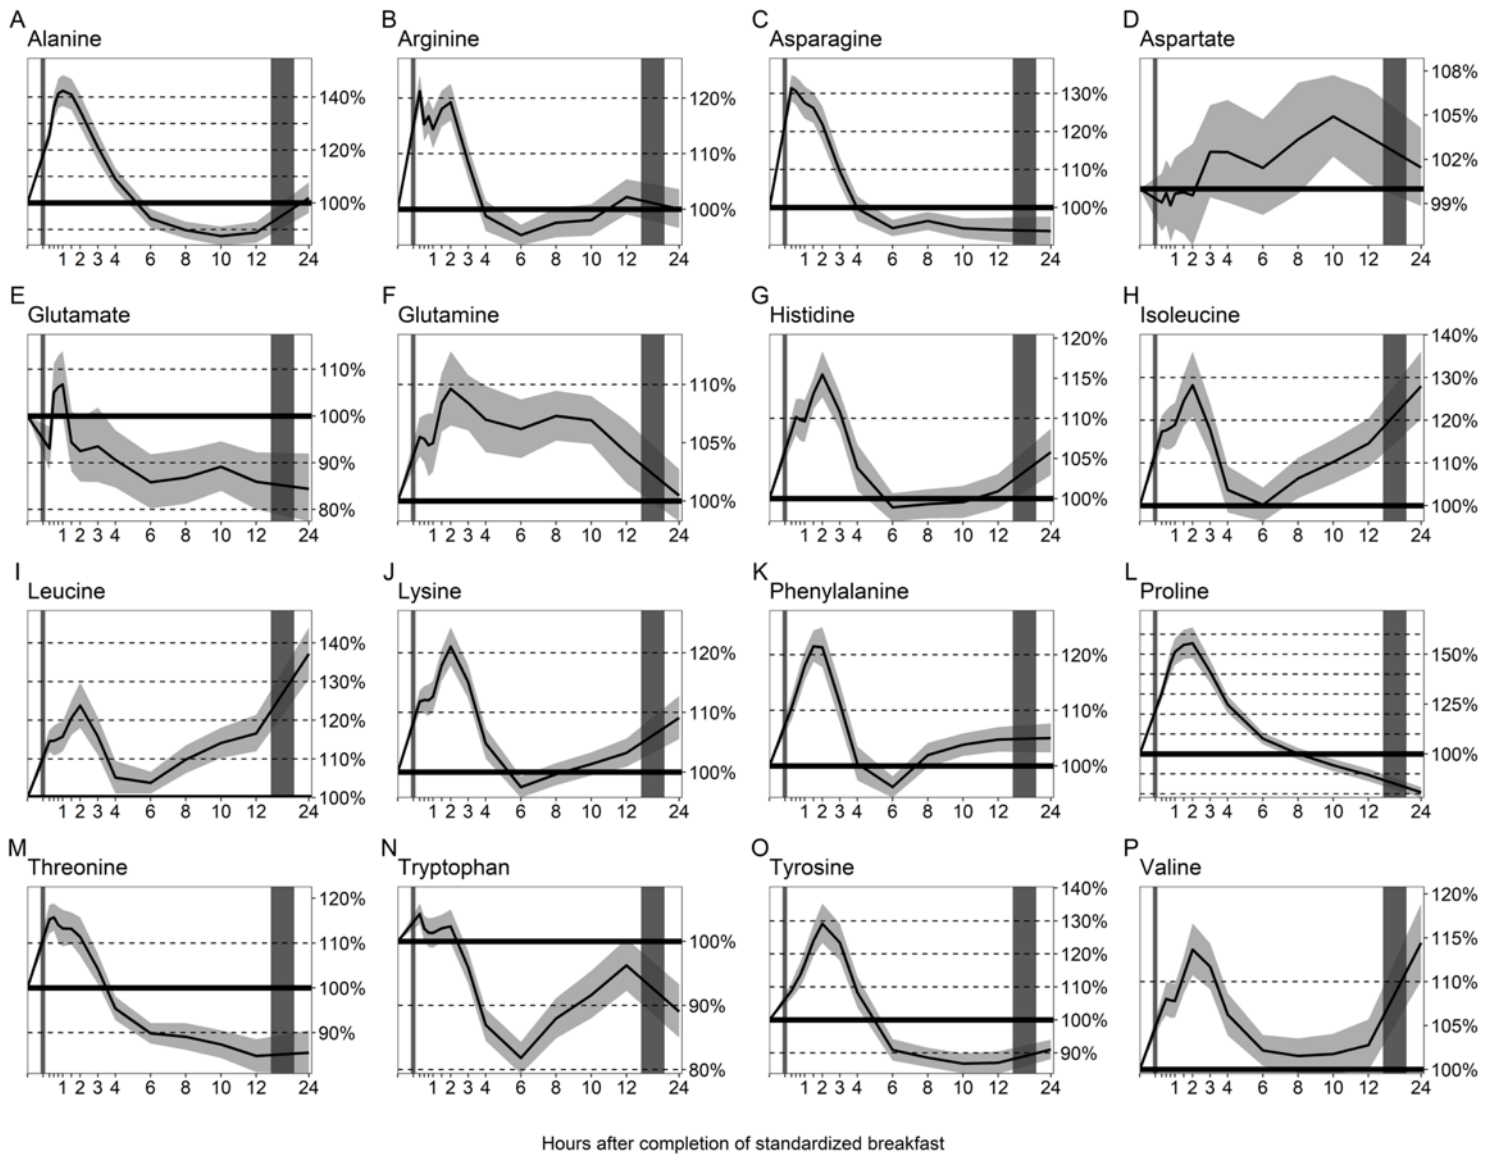 A
Alanine
140%
120%
100%
1 2 3 4 6 8 10 12 24
B
Arginine
120%
110%
100%
1 2 3 4 6 8 10 12 24
C
Asparagine
130%
120%
110%
100%
1 2 3 4 6 8 10 12 24
D
Aspartate
108%
105%
102%
99%
1 2 3 4 6 8 10 12 24
E
Glutamate
110%
100%
90%
80%
1 2 3 4 6 8 10 12 24
F
Glutamine
110%
105%
100%
1 2 3 4 6 8 10 12 24
G
Histidine
120%
115%
110%
105%
100%
1 2 3 4 6 8 10 12 24
H
Isoleucine
140%
130%
120%
110%
100%
1 2 3 4 6 8 10 12 24
I
Leucine
140%
130%
120%
110%
100%
1 2 3 4 6 8 10 12 24
J
Lysine
120%
110%
100%
1 2 3 4 6 8 10 12 24
K
Phenylalanine
120%
110%
100%
1 2 3 4 6 8 10 12 24
L
Proline
150%
125%
100%
1 2 3 4 6 8 10 12 24
M
Threonine
120%
110%
100%
90%
1 2 3 4 6 8 10 12 24
N
Tryptophan
100%
90%
80%
1 2 3 4 6 8 10 12 24
O
Tyrosine
140%
130%
120%
110%
100%
90%
1 2 3 4 6 8 10 12 24
P
Valine
120%
115%
110%
105%
100%
1 2 3 4 6 8 10 12 24
Hours after completion of standardized breakfast